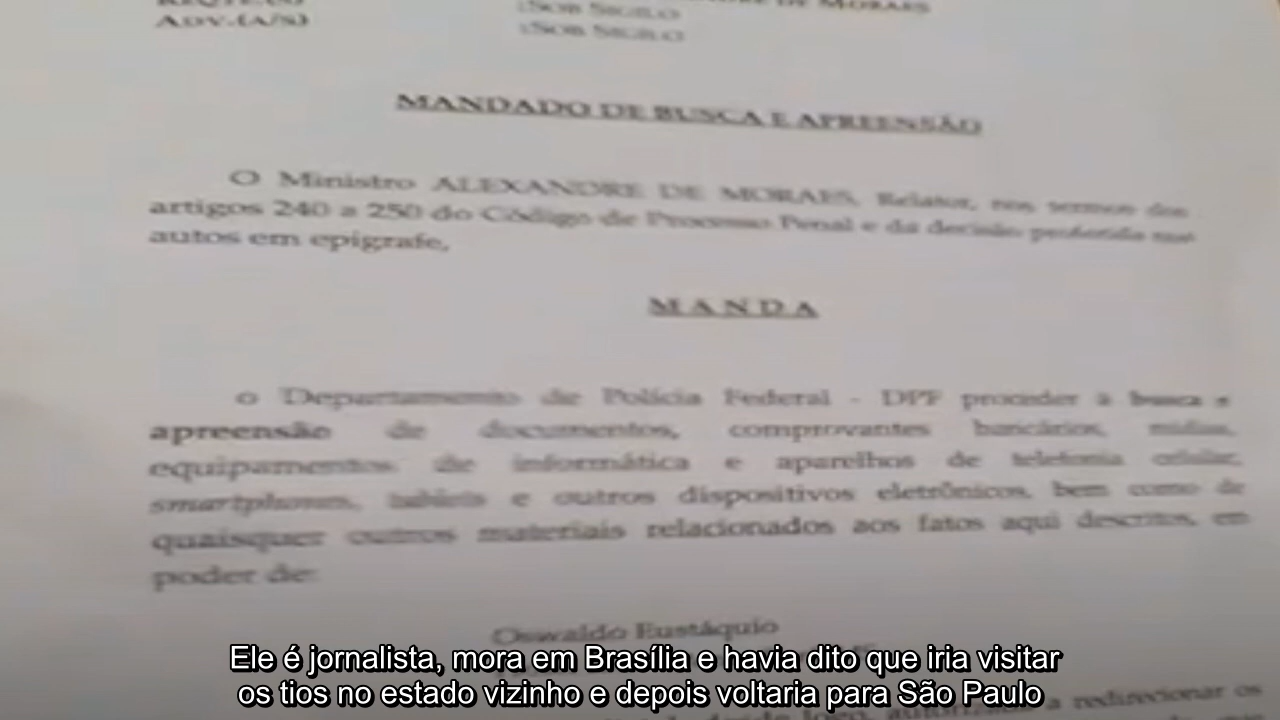 ADV.(A/S) :SOB SIGILO
:SOB SIGILO
MANDADO DE BUSCA E APREENSÃO
O Ministro ALEXANDRE DE MORAES, Relator, nos termos dos
artigos 240 a 250 do Código de Processo Penal e da decisão proferida nos
autos em epígrafe,
MANDA
o Departamento de Polícia Federal - DPF proceder à busca e
apreensão de documentos, comprovantes bancários, mídias,
equipamentos de informática e aparelhos de telefonia celular,
smartphones, tablets e outros dispositivos eletrônicos, bem como de
quaisquer outros materiais relacionados aos fatos aqui descritos, em
poder de:
Oswaldo Eustáquio
Ele é jornalista, mora em Brasília e havia dito que iria visitar
os tios no estado vizinho e depois voltaria para São Paulo
a redirecionar os